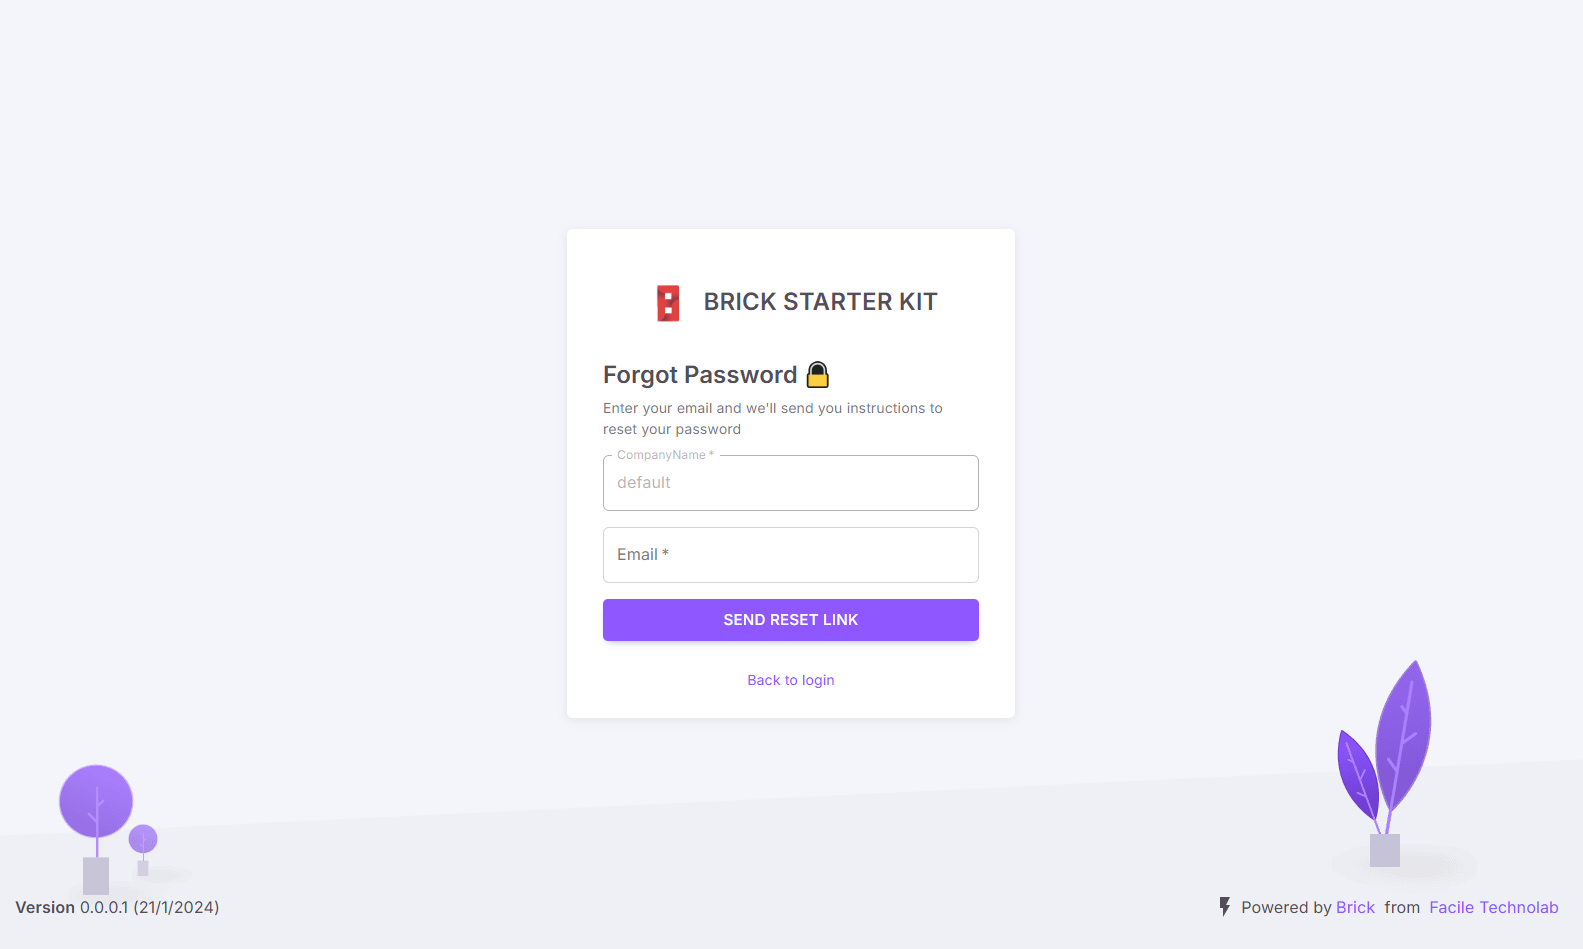 BRICK STARTER KIT
Forgot Password 🔒
Enter your email and we'll send you instructions to
reset your password
CompanyName *
default
Email *
SEND RESET LINK
Back to login
Version 0.0.0.1 (21/1/2024)
Powered by Brick from Facile Technolab